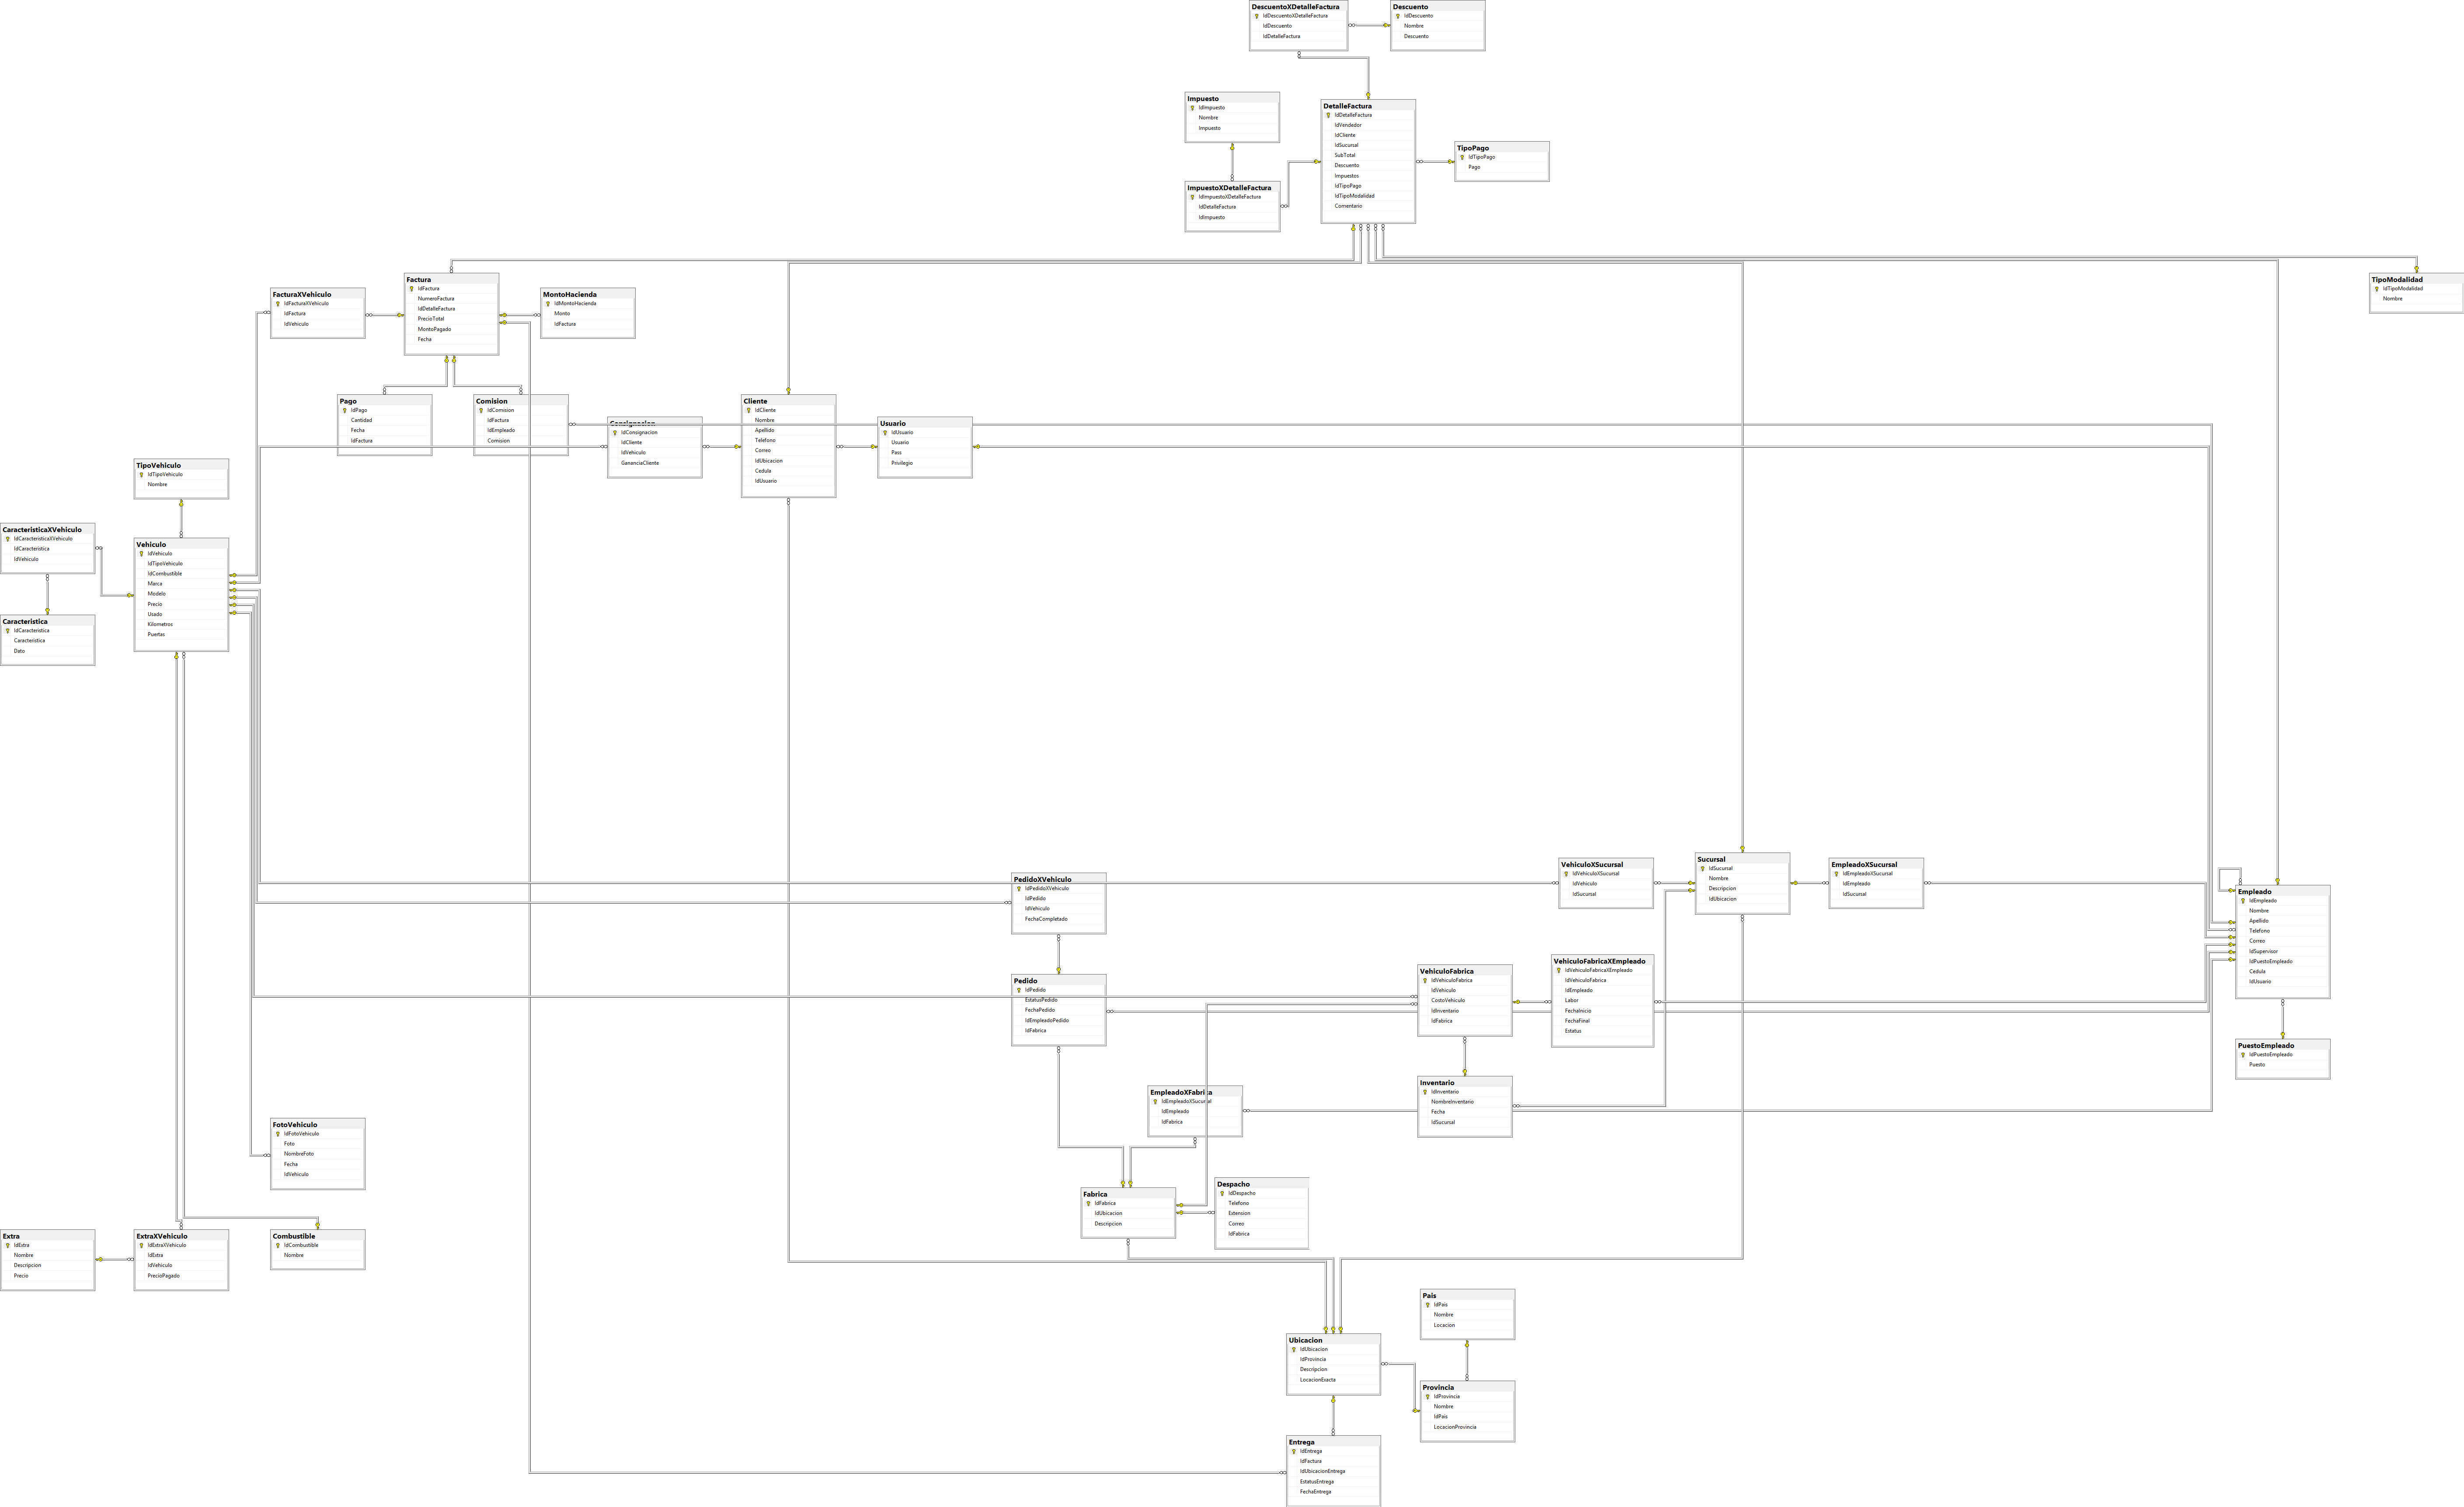 DescuentoXDetalleFactura
IdDescuentoXDetalleFactura
IdDescuento
IdDetalleFactura
Descuento
IdDescuento
Nombre
Descuento
Impuesto
IdImpuesto
Nombre
Impuesto
DetalleFactura
IdDetalleFactura
IdVendedor
IdCliente
IdSucursal
SubTotal
Descuento
Impuestos
IdTipoPago
IdTipoModalidad
Comentario
TipoPago
IdTipoPago
Pago
ImpuestoXDetalleFactura
IdImpuestoXDetalleFactura
IdDetalleFactura
IdImpuesto
Factura
IdFactura
NumeroFactura
IdDetalleFactura
PrecioTotal
MontoPagado
Fecha
TipoModalidad
IdTipoModalidad
Nombre
FacturaXVehiculo
IdFacturaXVehiculo
IdFactura
IdVehiculo
MontoHacienda
IdMontoHacienda
Monto
IdFactura
Pago
IdPago
Cantidad
Fecha
IdFactura
Comision
IdComision
IdFactura
IdEmpleado
Comision
Consignacion
IdConsignacion
IdCliente
IdVehiculo
GananciaCliente
Cliente
IdCliente
Nombre
Apellido
Telefono
Correo
IdUbicacion
Cedula
IdUsuario
Usuario
IdUsuario
Usuario
Pass
Privilegio
TipoVehiculo
IdTipoVehiculo
Nombre
CaracteristicaXVehiculo
IdCaracteristicaXVehiculo
IdCaracteristica
IdVehiculo
Vehiculo
IdVehiculo
IdTipoVehiculo
IdCombustible
Marca
Modelo
Precio
Usado
Kilometros
Puertas
Caracteristica
IdCaracteristica
Caracteristica
Dato
PedidoXVehiculo
IdPedidoXVehiculo
IdPedido
IdVehiculo
FechaCompletado
VehiculoXSucursal
IdVehiculoXSucursal
IdVehiculo
IdSucursal
Sucursal
IdSucursal
Nombre
Descripcion
IdUbicacion
EmpleadoXSucursal
IdEmpleadoXSucursal
IdEmpleado
IdSucursal
Empleado
IdEmpleado
Nombre
Apellido
Telefono
Correo
IdSupervisor
IdPuestoEmpleado
Cedula
IdUsuario
Pedido
IdPedido
EstatusPedido
FechaPedido
IdEmpleadoPedido
IdFabrica
VehiculoFabrica
IdVehiculoFabrica
IdVehiculo
CostoVehiculo
IdInventario
IdFabrica
VehiculoFabricaXEmpleado
IdVehiculoFabricaXEmpleado
IdVehiculoFabrica
IdEmpleado
Labor
FechaInicio
FechaFinal
Estatus
PuestoEmpleado
IdPuestoEmpleado
Puesto
EmpleadoXFabrica
IdEmpleadoXSucursal
IdEmpleado
IdFabrica
Inventario
IdInventario
NombreInventario
Fecha
IdSucursal
FotoVehiculo
IdFotoVehiculo
Foto
NombreFoto
Fecha
IdVehiculo
Fabrica
IdFabrica
IdUbicacion
Descripcion
Despacho
IdDespacho
Telefono
Extension
Correo
IdFabrica
Extra
IdExtra
Nombre
Descripcion
Precio
ExtraXVehiculo
IdExtraXVehiculo
IdExtra
IdVehiculo
PrecioPagado
Combustible
IdCombustible
Nombre
Pais
IdPais
Nombre
Locacion
Ubicacion
IdUbicacion
IdProvincia
Descripcion
LocacionExacta
Provincia
IdProvincia
Nombre
IdPais
LocacionProvincia
Entrega
IdEntrega
IdFactura
IdUbicacionEntrega
EstatusEntrega
FechaEntrega